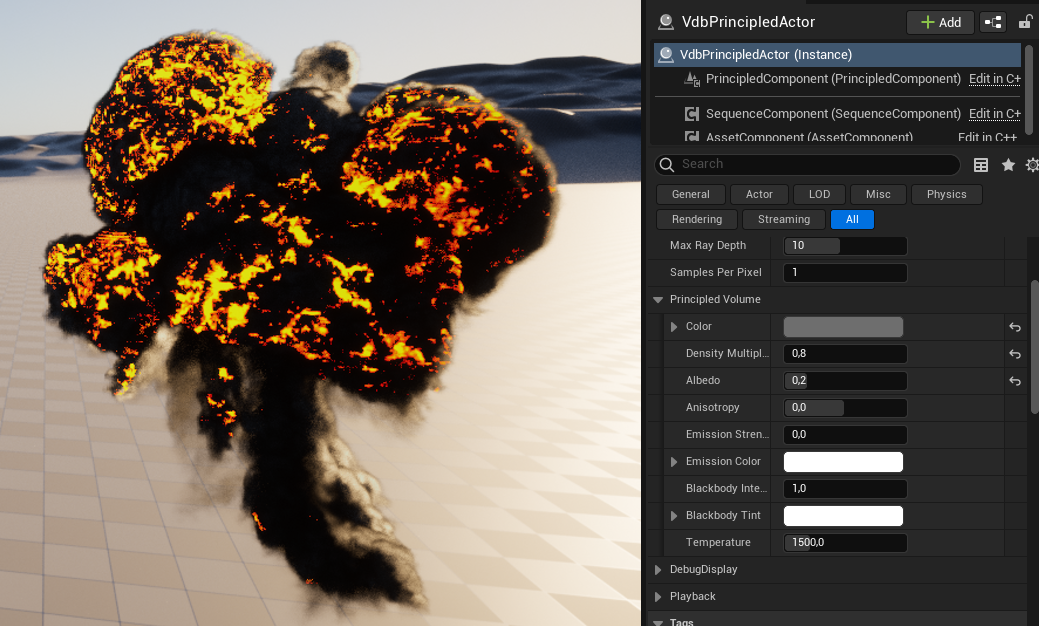 VdbPrincipledActor
+ Add
VdbPrincipledActor (Instance)
PrincipledComponent (PrincipledComponent) Edit in C+
SequenceComponent (SequenceComponent) Edit in C+
AssetComponent (AssetComponent) Edit in C++
Search
General Actor LOD Misc Physics
Rendering Streaming All
Max Ray Depth 10
Samples Per Pixel 1
Principled Volume
Color
Density Multipl... 0,8
Albedo 0,2
Anisotropy 0,0
Emission Stren... 0,0
Emission Color
Blackbody Inte... 1,0
Blackbody Tint
Temperature 1500,0
DebugDisplay
Playback
Tags